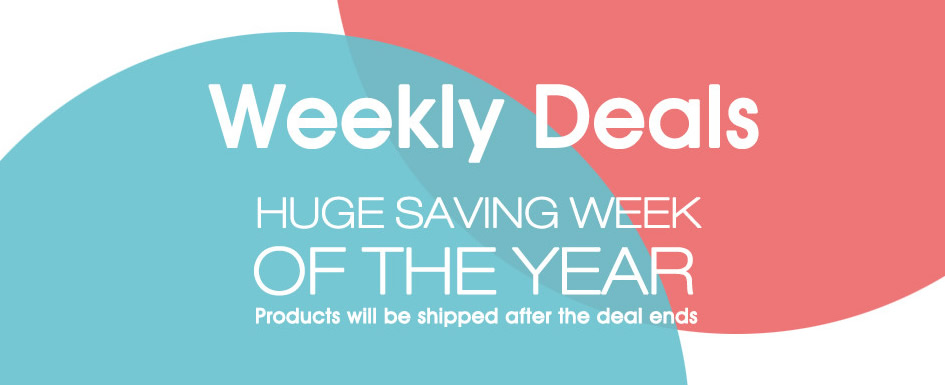 Weekly Deals
HUGE SAVING WEEK
OF THE YEAR
Products will be shipped after the deal ends